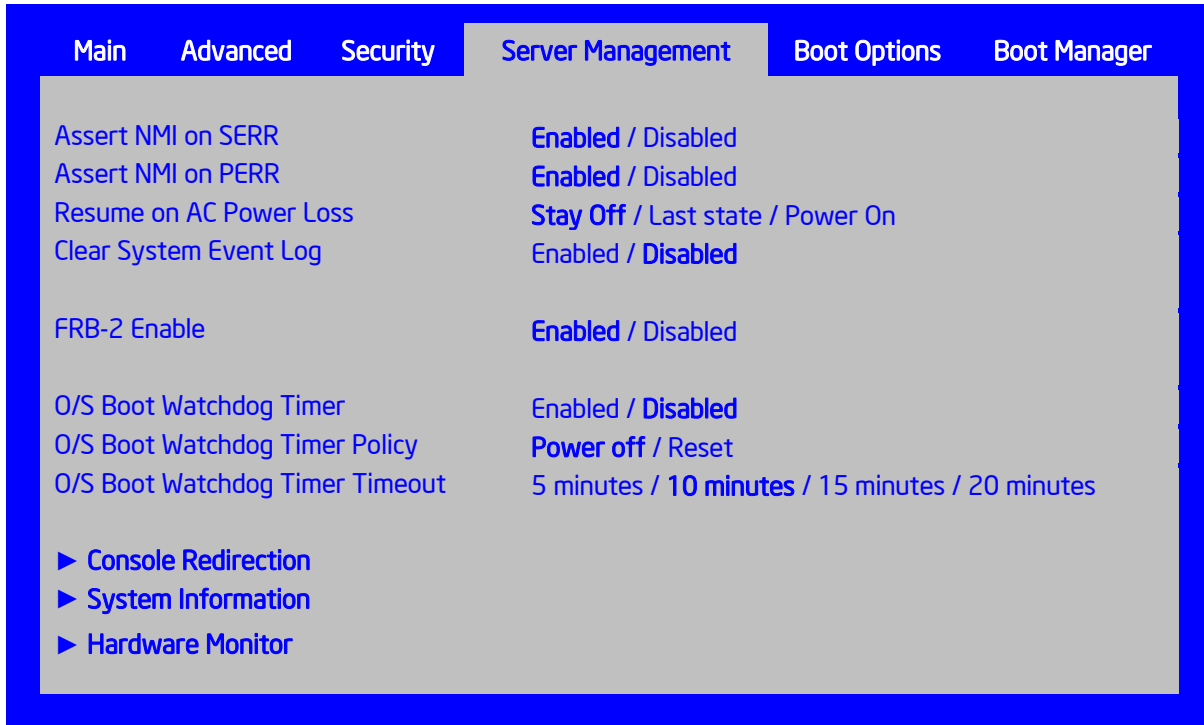 Main Advanced Security Server Management Boot Options Boot Manager
Assert NMI on SERR Enabled / Disabled
Assert NMI on PERR Enabled / Disabled
Resume on AC Power Loss Stay Off / Last state / Power On
Clear System Event Log Enabled / Disabled
FRB-2 Enable Enabled / Disabled
O/S Boot Watchdog Timer Enabled / Disabled
O/S Boot Watchdog Timer Policy Power off / Reset
O/S Boot Watchdog Timer Timeout 5 minutes / 10 minutes / 15 minutes / 20 minutes
► Console Redirection
► System Information
► Hardware Monitor